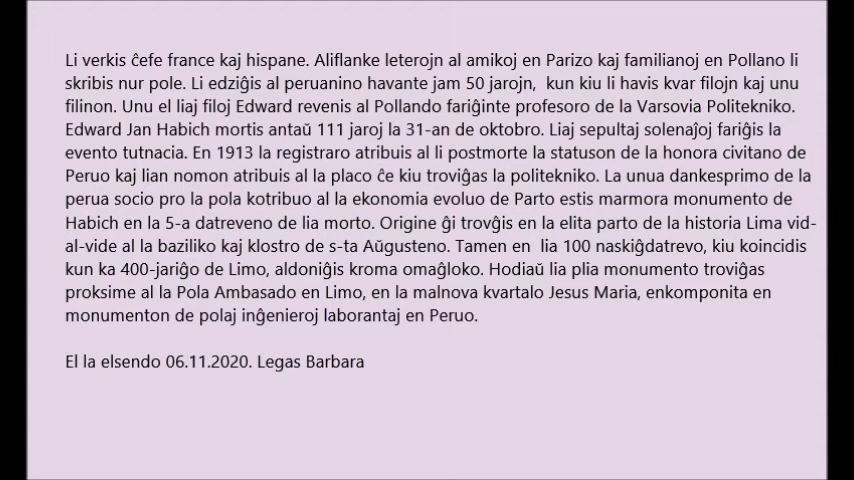 Li verkis ĉefe france kaj hispane. Aliflanke leterojn al amikoj en Parizo kaj familianoj en Pollano li
skribis nur pole. Li edziĝis al peruanino havante jam 50 jarojn, kun kiu li havis kvar filojn kaj unu
filinon. Unu el liaj filoj Edward revenis al Pollando fariĝinte profesoro de la Varsovia Politekniko.
Edward Jan Habich mortis antaŭ 111 jaroj la 31-an de oktobro. Liaj sepultaj solenaĵoj fariĝis la
evento tutnacia. En 1913 la registraro atribuis al li postmorte la statuson de la honora civitano de
Peruo kaj lian nomon atribuis al la placo ĉe kiu troviĝas la politekniko. La unua dankesprimo de la
perua socio pro la pola kotribuo al la ekonomia evoluo de Parto estis marmora monumento de
Habich en la 5-a datreveno de lia morto. Origine ĝi trovĝis en la elita parto de la historia Lima vid-
al-vide al la baziliko kaj klostro de s-ta Aŭgusteno. Tamen en lia 100 naskiĝdatrevo, kiu koincidis
kun ka 400-jariĝo de Limo, aldoniĝis kroma omaĝloko. Hodiaŭ lia plia monumento troviĝas
proksime al la Pola Ambasado en Limo, en la malnova kvartalo Jesus Maria, enkomponita en
monumenton de polaj inĝenieroj laborantaj en Peruo.
El la elsendo 06.11.2020. Legas Barbara